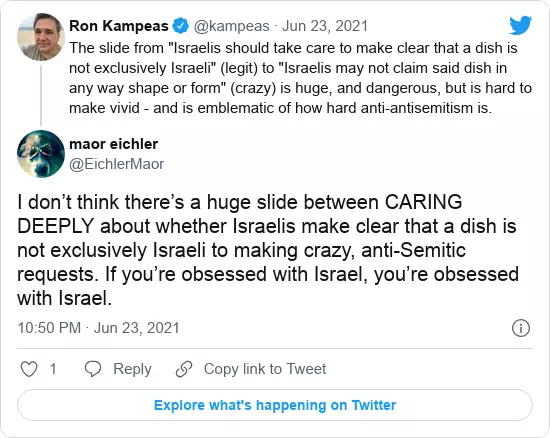 Ron Kampeas @kampeas · Jun 23, 2021
The slide from "Israelis should take care to make clear that a dish is
not exclusively Israeli" (legit) to "Israelis may not claim said dish in
any way shape or form" (crazy) is huge, and dangerous, but is hard to
make vivid - and is emblematic of how hard anti-antisemitism is.
maor eichler
@EichlerMaor
I don’t think there’s a huge slide between CARING
DEEPLY about whether Israelis make clear that a dish is
not exclusively Israeli to making crazy, anti-Semitic
requests. If you’re obsessed with Israel, you’re obsessed
with Israel.
10:50 PM · Jun 23, 2021
1 Reply Copy link to Tweet
Explore what's happening on Twitter